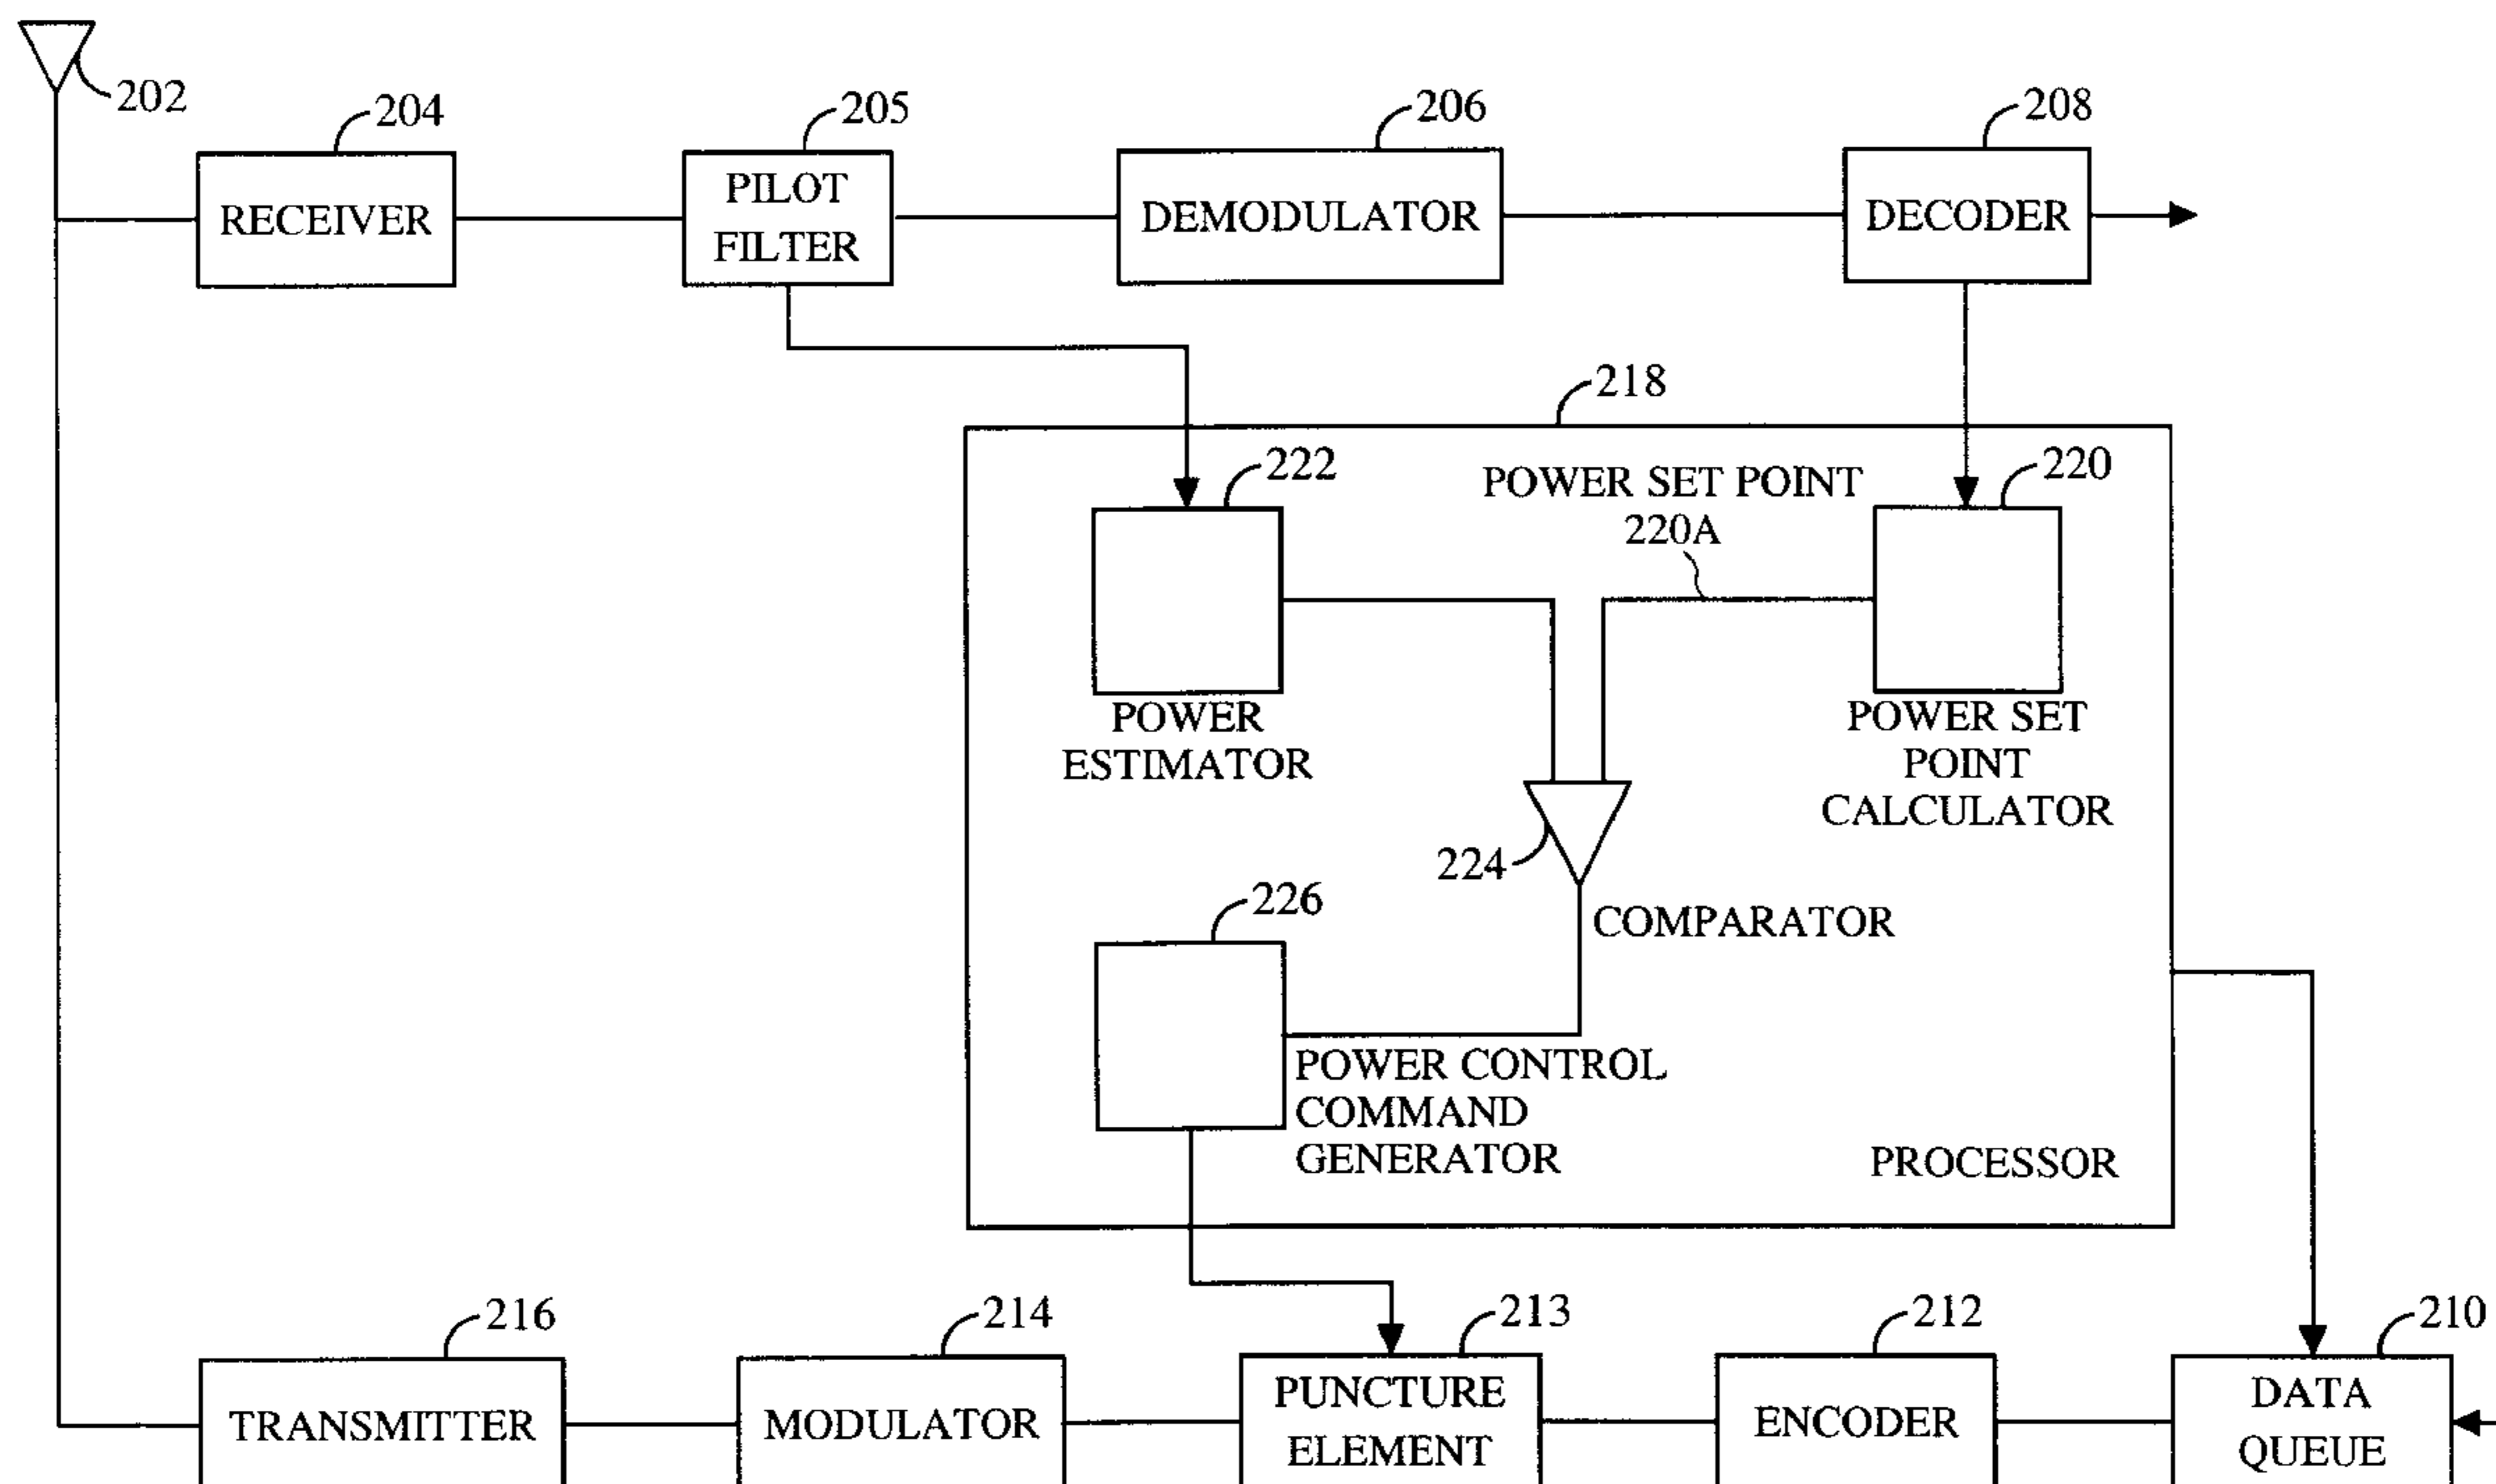 202
204
205
206
208
RECEIVER
PILOT
FILTER
DEMODULATOR
DECODER
218
222
POWER SET POINT
220A
220
POWER
ESTIMATOR
POWER SET
POINT
CALCULATOR
224
COMPARATOR
226
POWER CONTROL
COMMAND
GENERATOR
PROCESSOR
216
214
213
212
210
TRANSMITTER
MODULATOR
PUNCTURE
ELEMENT
ENCODER
DATA
QUEUE